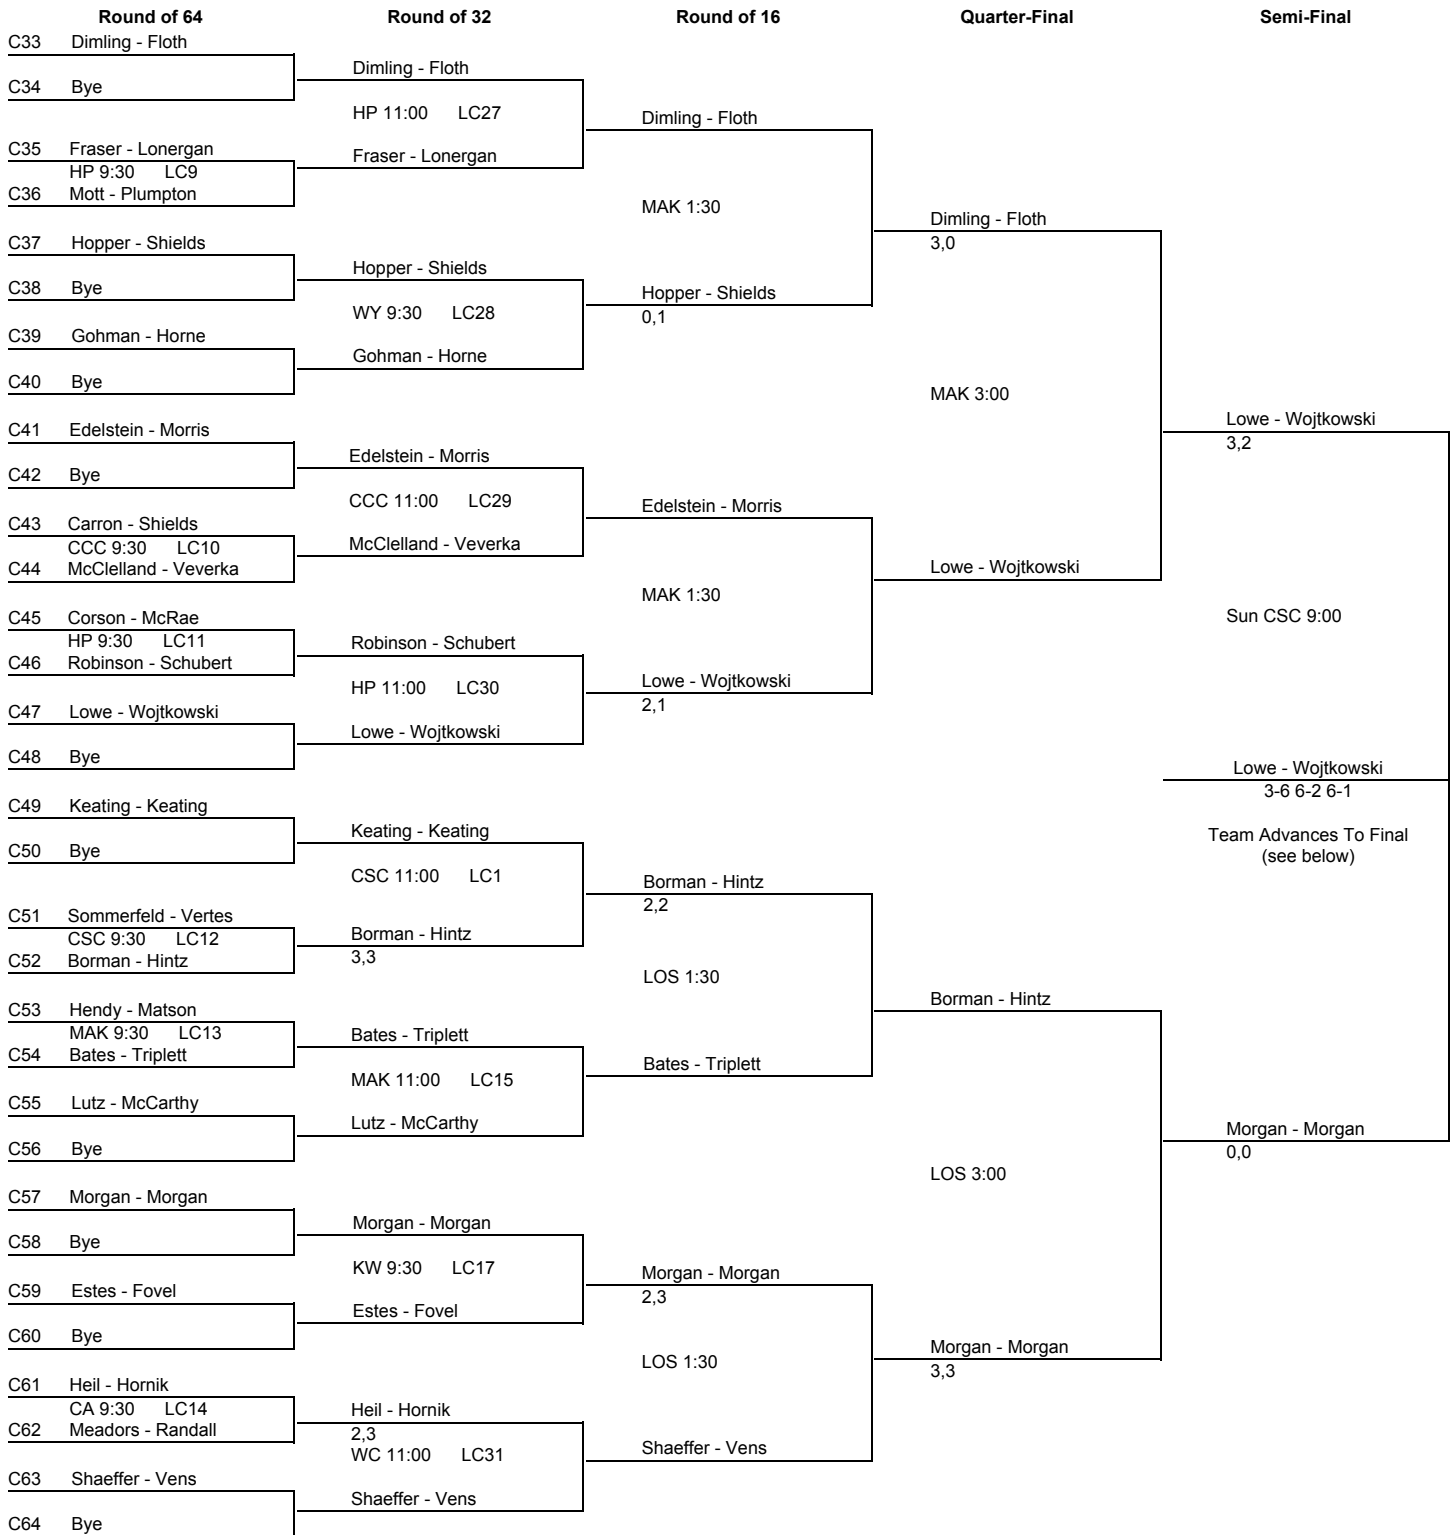 Round of 64 Round of 32 Round of 16 Quarter-Final Semi-Final
C33 Dimling - Floth
C34 Bye
C35 Fraser - Lonergan
HP 9:30 LC9
C36 Mott - Plumpton
C37 Hopper - Shields
C38 Bye
C39 Gohman - Horne
C40 Bye
C41 Edelstein - Morris
C42 Bye
C43 Carron - Shields
CCC 9:30 LC10
C44 McClelland - Veverka
C45 Corson - McRae
HP 9:30 LC11
C46 Robinson - Schubert
C47 Lowe - Wojtkowski
C48 Bye
C49 Keating - Keating
C50 Bye
C51 Sommerfeld - Vertes
CSC 9:30 LC12
C52 Borman - Hintz
C53 Hendy - Matson
MAK 9:30 LC13
C54 Bates - Triplett
C55 Lutz - McCarthy
C56 Bye
C57 Morgan - Morgan
C58 Bye
C59 Estes - Fovel
C60 Bye
C61 Heil - Hornik
CA 9:30 LC14
C62 Meadors - Randall
C63 Shaeffer - Vens
C64 Bye
Dimling - Floth
HP 11:00 LC27
Fraser - Lonergan
Hopper - Shields
WY 9:30 LC28
Gohman - Horne
Edelstein - Morris
CCC 11:00 LC29
McClelland - Veverka
Robinson - Schubert
HP 11:00 LC30
Lowe - Wojtkowski
Keating - Keating
CSC 11:00 LC1
Borman - Hintz
3,3
Bates - Triplett
MAK 11:00 LC15
Lutz - McCarthy
Morgan - Morgan
KW 9:30 LC17
Estes - Fovel
Heil - Hornik
2,3
WC 11:00 LC31
Shaeffer - Vens
Dimling - Floth
MAK 1:30
Hopper - Shields
0,1
Edelstein - Morris
MAK 1:30
Lowe - Wojtkowski
2,1
Borman - Hintz
2,2
LOS 1:30
Bates - Triplett
Morgan - Morgan
2,3
LOS 1:30
Shaeffer - Vens
Dimling - Floth
3,0
MAK 3:00
Lowe - Wojtkowski
Borman - Hintz
LOS 3:00
Morgan - Morgan
3,3
Lowe - Wojtkowski
3,2
Sun CSC 9:00
Lowe - Wojtkowski
3-6 6-2 6-1
Team Advances To Final
(see below)
Morgan - Morgan
0,0